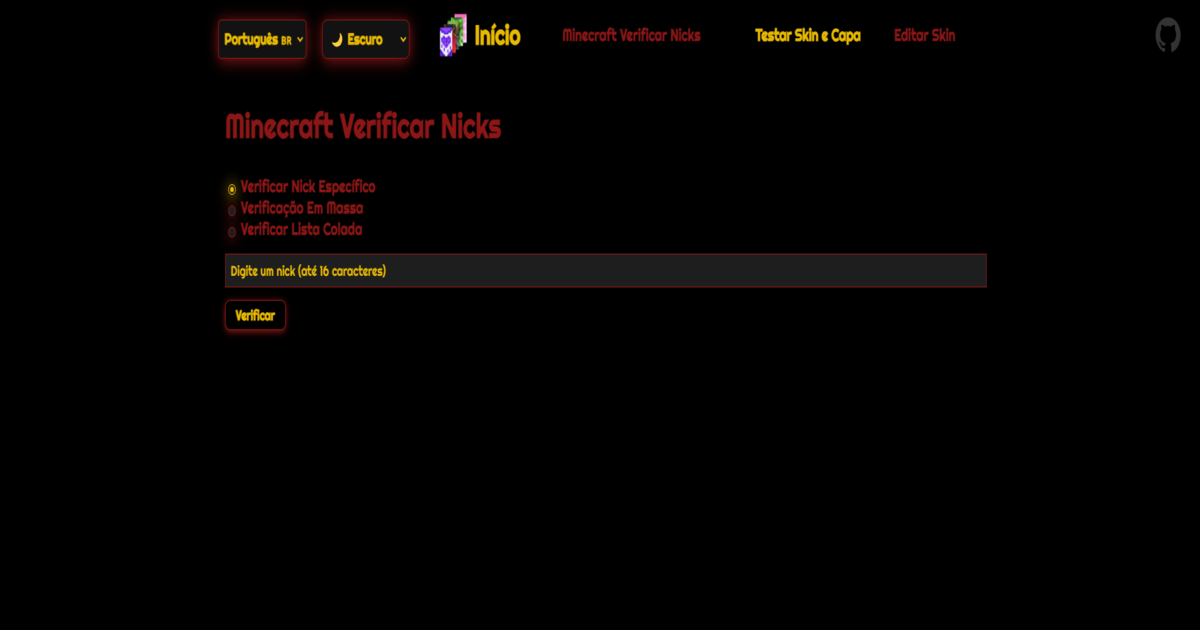 Português BR
🌙 Escuro
Início
Minecraft Verificar Nicks
Testar Skin e Capa
Editar Skin
Minecraft Verificar Nicks
Verificar Nick Específico
Verificação Em Massa
Verificar Lista Colada
Digite um nick (até 16 caracteres)
Verificar